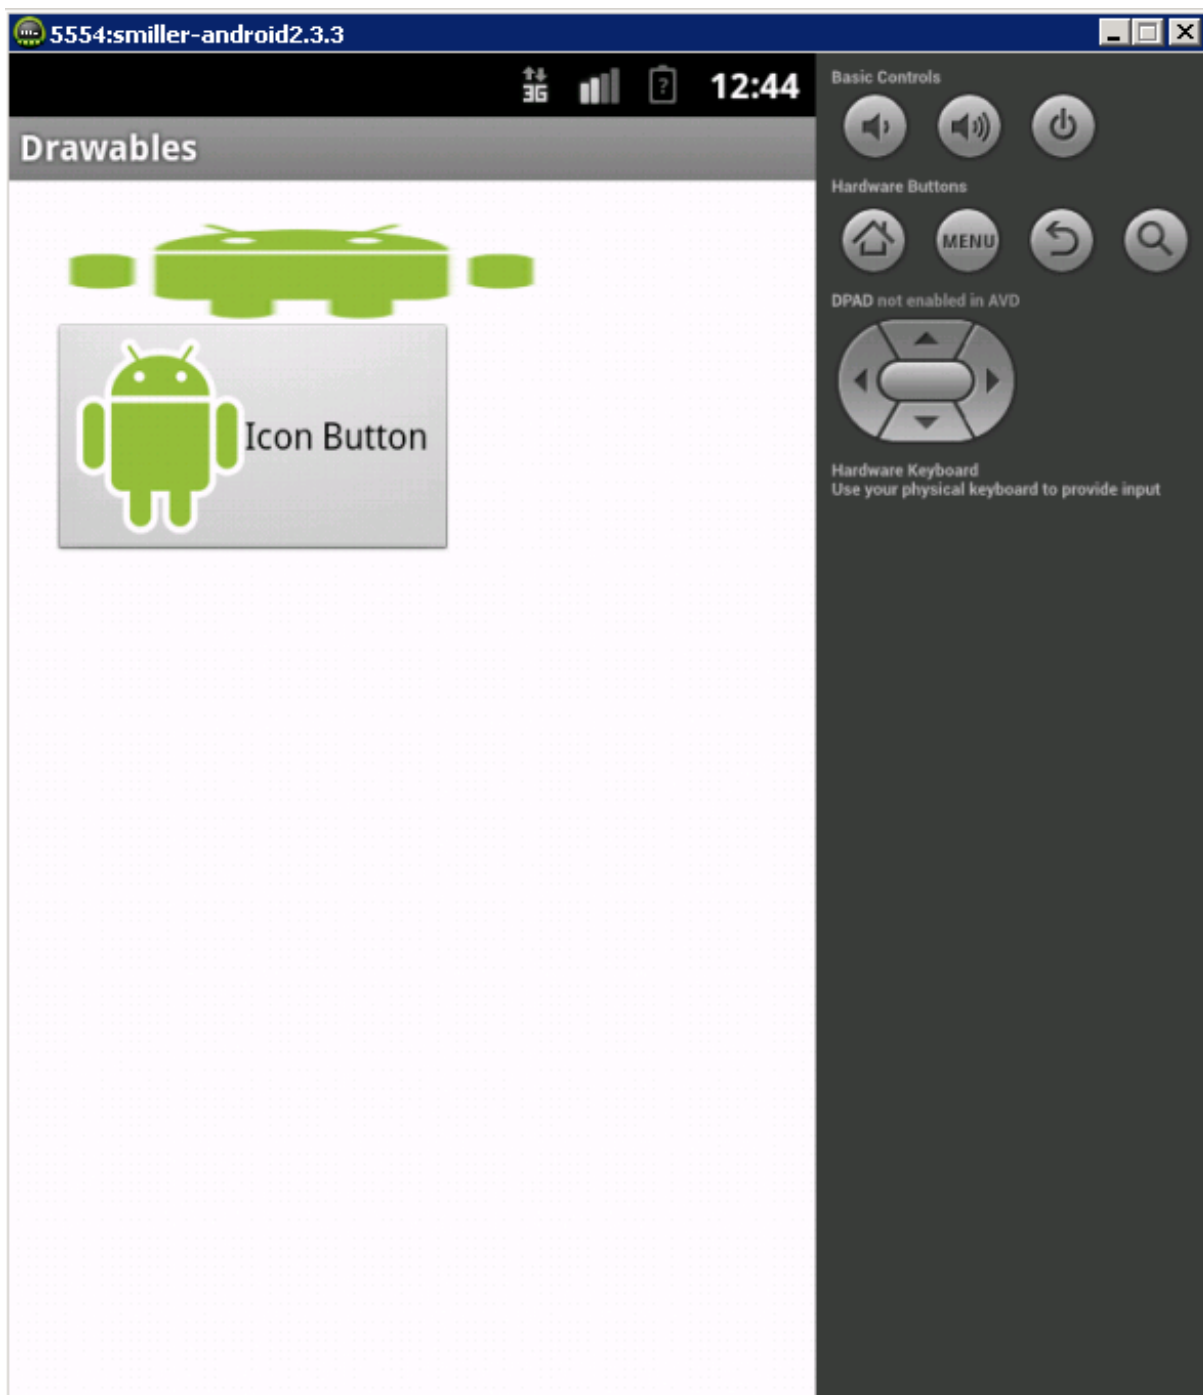 5554:smiller-android2.3.3
3G
12:44
Drawables
Icon Button
Basic Controls
Hardware Buttons
MENU
DPAD not enabled in AVD
Hardware Keyboard
Use your physical keyboard to provide input